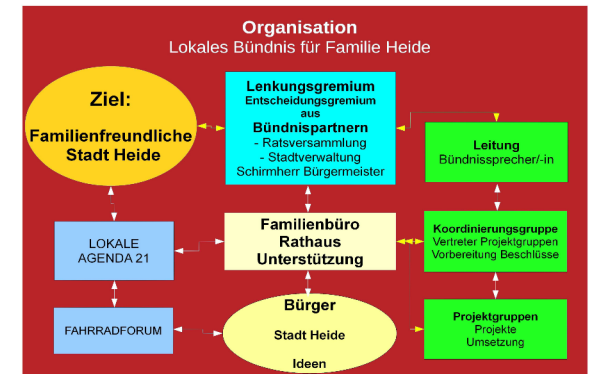 Organisation
Lokales Bündnis für Familie Heide
Ziel:
Familienfreundliche
Stadt Heide
Lenkungsgremium
Entscheidungsgremium
aus
Bündnispartnern
- Ratsversammlung
- Stadtverwaltung
Schirmherr Bürgermeister
Leitung
Bündnissprecher/-in
LOKALE
AGENDA 21
Familienbüro
Rathaus
Unterstützung
Koordinierungsgruppe
Vertreter Projektgruppen
Vorbereitung Beschlüsse
FAHRRADFORUM
Bürger
Stadt Heide
Ideen
Projektgruppen
Projekte
Umsetzung